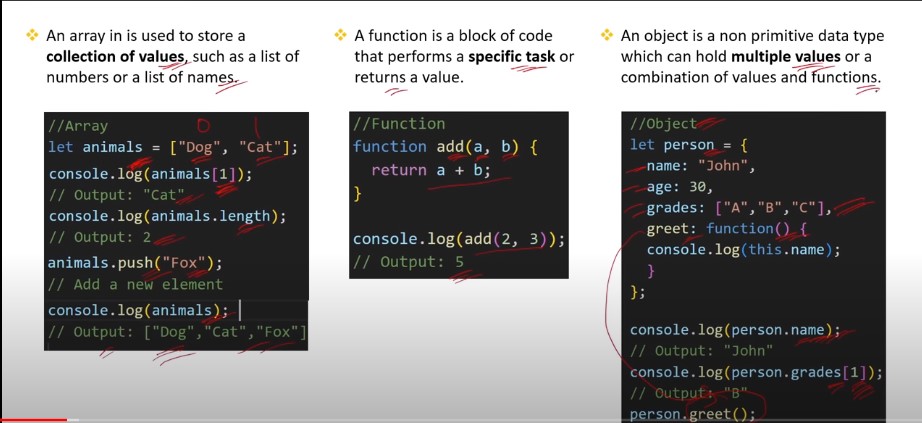 An array in is used to store a
collection of values, such as a list of
numbers or a list of names.
//Array
0 1
let animals = ["Dog", "Cat"];
console.log(animals[1]);
// Output: "Cat"
console.log(animals.length);
// Output: 2
animals.push("Fox");
// Add a new element
console.log(animals);
// Output: ["Dog","Cat","Fox"]
A function is a block of code
that performs a specific task or
returns a value.
//Function
function add(a, b) {
return a + b;
}
console.log(add(2, 3));
// Output: 5
An object is a non primitive data type
which can hold multiple values or a
combination of values and functions.
//Object
let person = {
name: "John",
age: 30,
grades: ["A","B","C"],
greet: function() {
console.log(this.name);
}
};
console.log(person.name);
// Output: "John"
console.log(person.grades[1]);
// Output: "B"
person.greet();